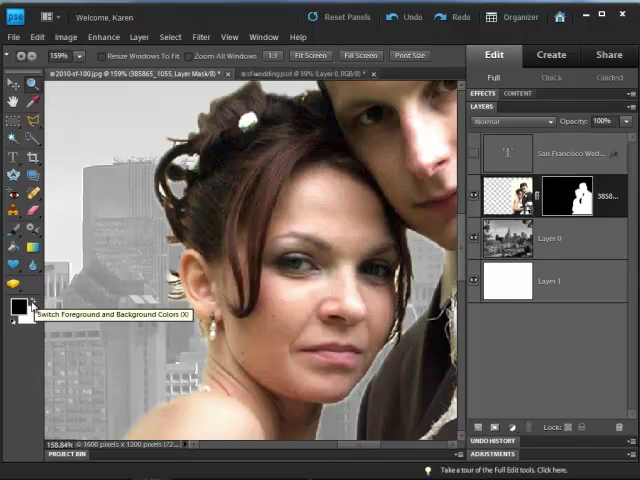 pse Welcome, Karen Reset Panels Undo Redo Organizer
File Edit Image Enhance Layer Select Filter View Window Help
159% Resize Windows To Fit Zoom All Windows 1:1 Fit Screen Fill Screen Print Size
Edit Create Share
2010-sf-100.jpg @ 159% (385865_1055, Layer Mask/8) * × sf-wedding.psd @ 39% (Layer 0, RGB/8) * ×
Full Quick Guided
EFFECTS CONTENT
LAYERS
Normal Opacity: 100%
T San Francisco Wed...
3858...
Layer 0
Layer 1
Switch Foreground and Background Colors (X)
Lock:
158.84% 1600 pixels x 1200 pixels (72...
UNDO HISTORY
PROJECT BIN
ADJUSTMENTS
Take a tour of the Full Edit tools. Click here.